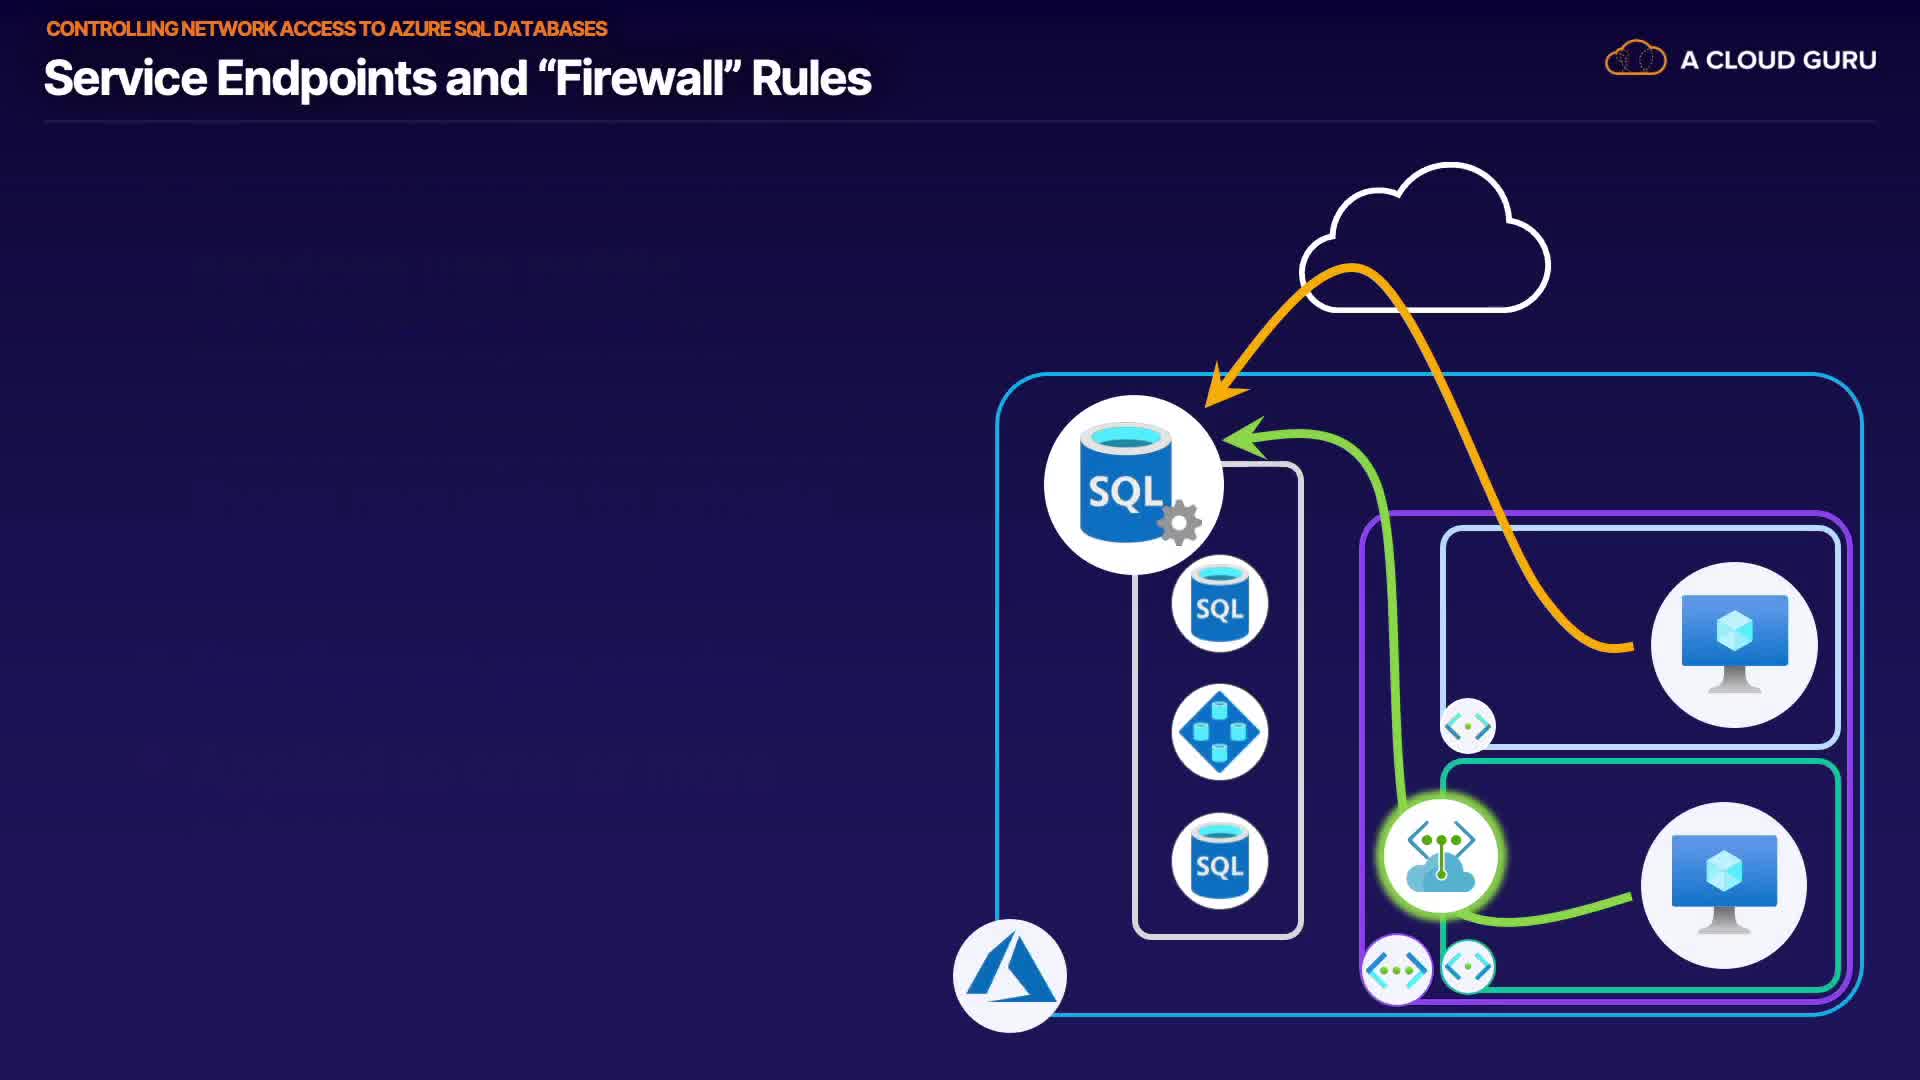 CONTROLLING NETWORK ACCESS TO AZURE SQL DATABASES
Service Endpoints and “Firewall” Rules
A CLOUD GURU
SQL
SQL
SQL